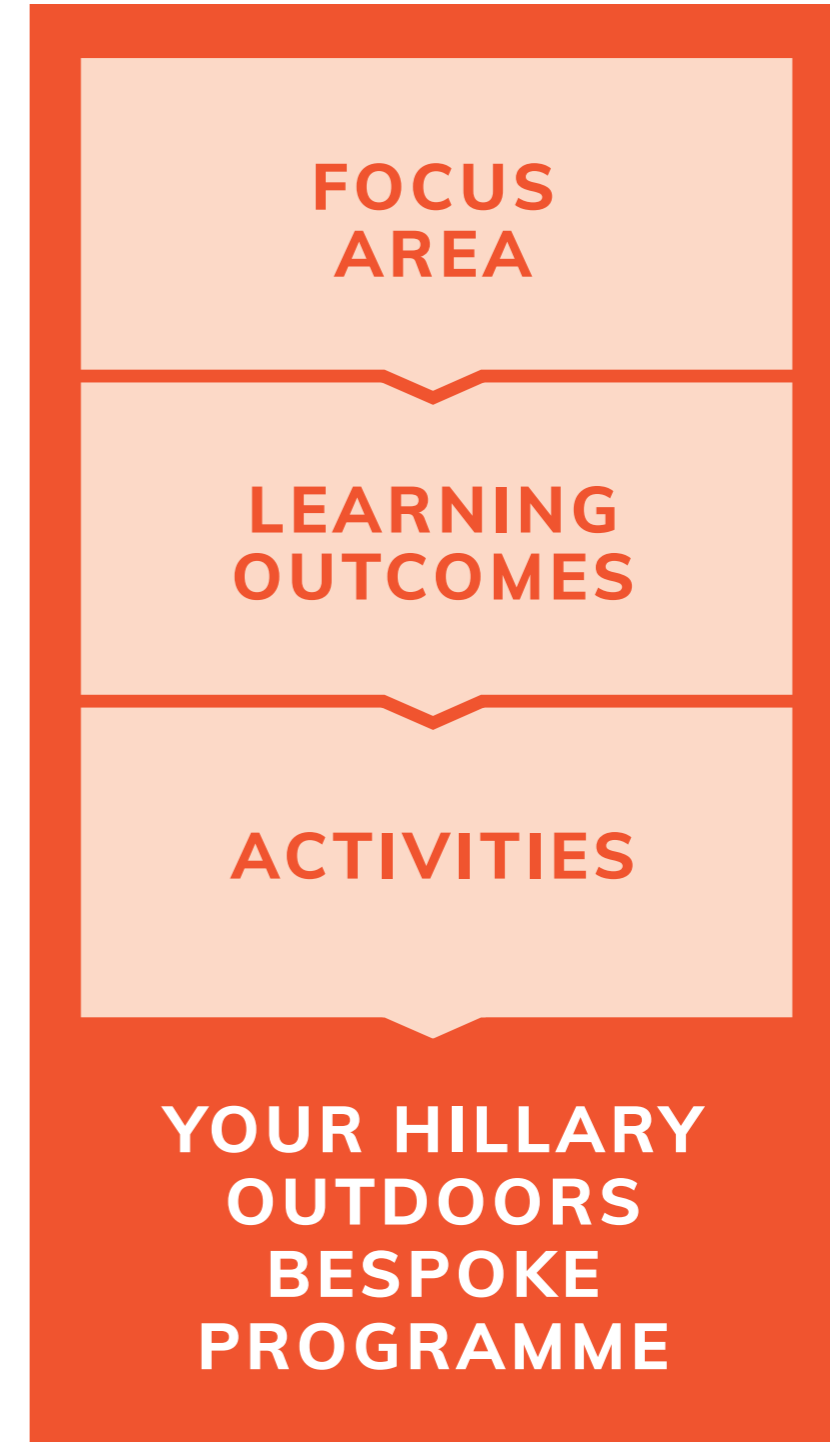 FOCUS
AREA
LEARNING
OUTCOMES
ACTIVITIES
YOUR HILLARY
OUTDOORS
BESPOKE
PROGRAMME